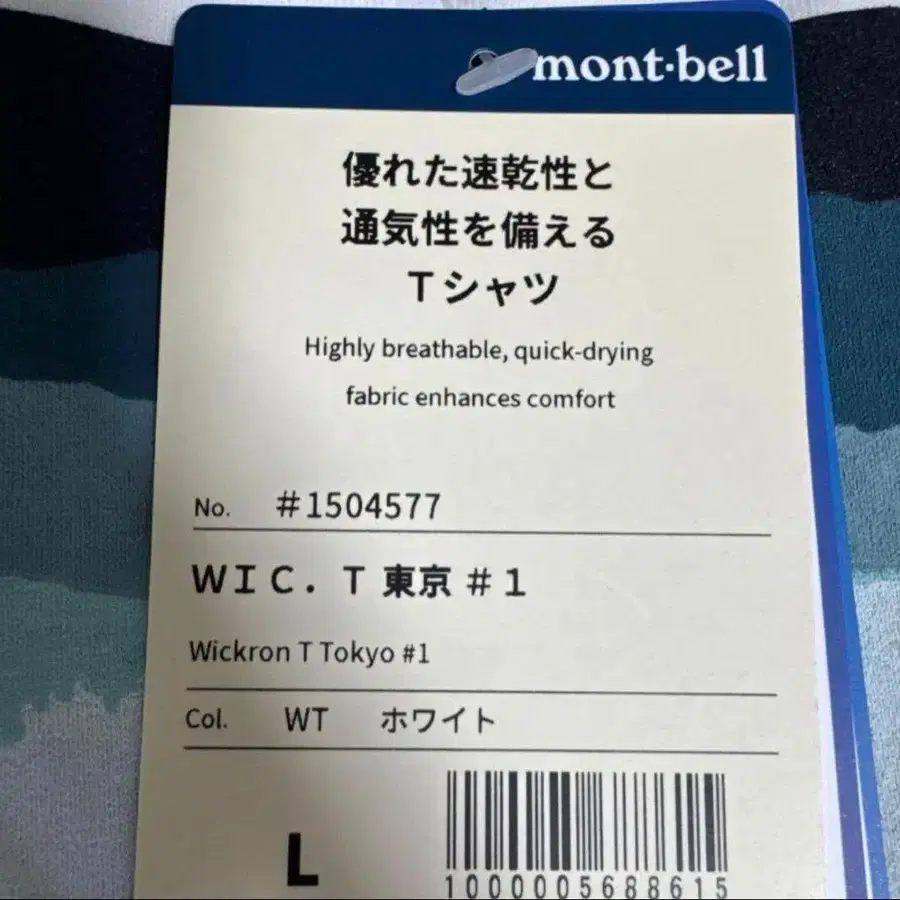 mont·bell
優れた速乾性と
通気性を備える
Tシャツ
Highly breathable, quick-drying
fabric enhances comfort
No. #1504577
WIC. T 東京 #1
Wickron T Tokyo #1
Col. WT ホワイト
L
1000005688615